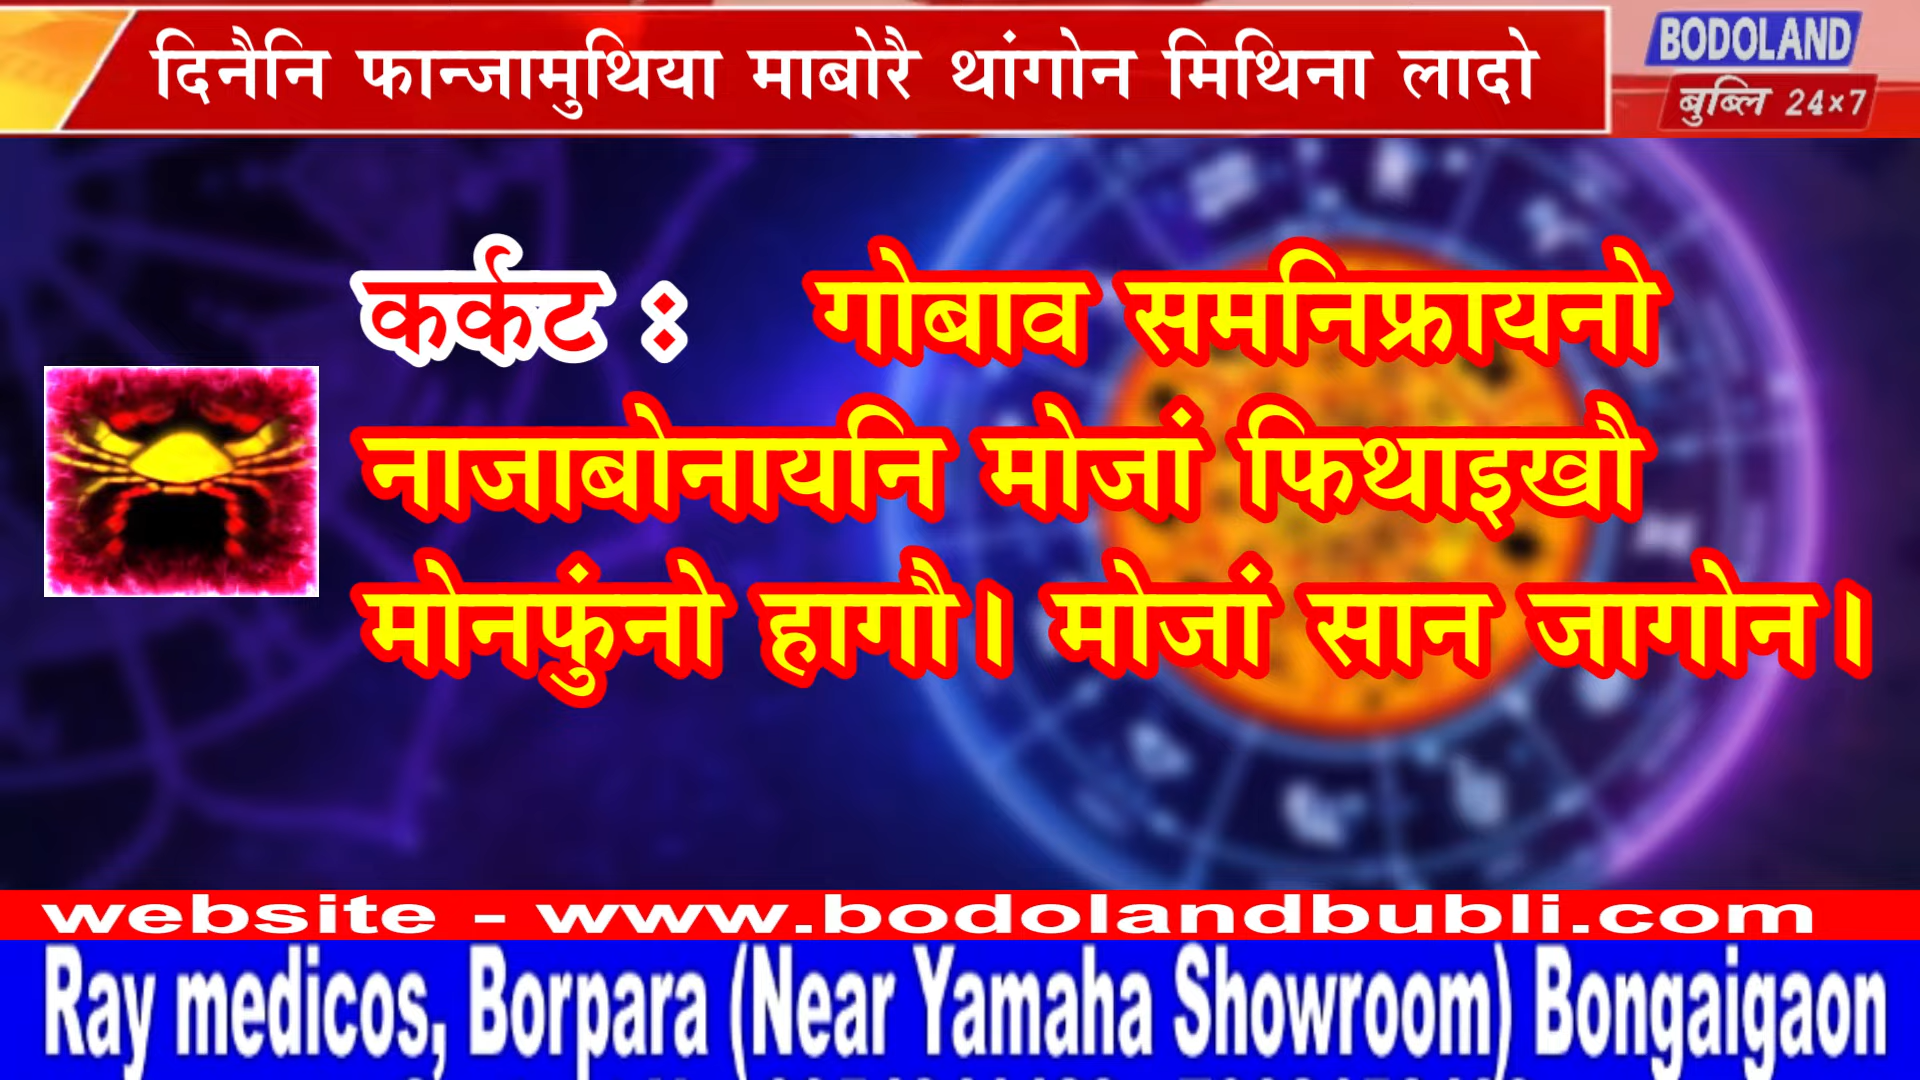 दिनैनि फान्जामुथिया माबोरै थांगोन मिथिना लादो
BODOLAND
बुब्लि 24×7
कर्कट : गोबाव समनिफ्रायनो
नाजाबोनायनि मोजां फिथाइखौ
मोनफुंनो हागौ। मोजां सान जागोन।
website - www.bodolandbubli.com
Ray medicos, Borpara (Near Yamaha Showroom) Bongaigaon